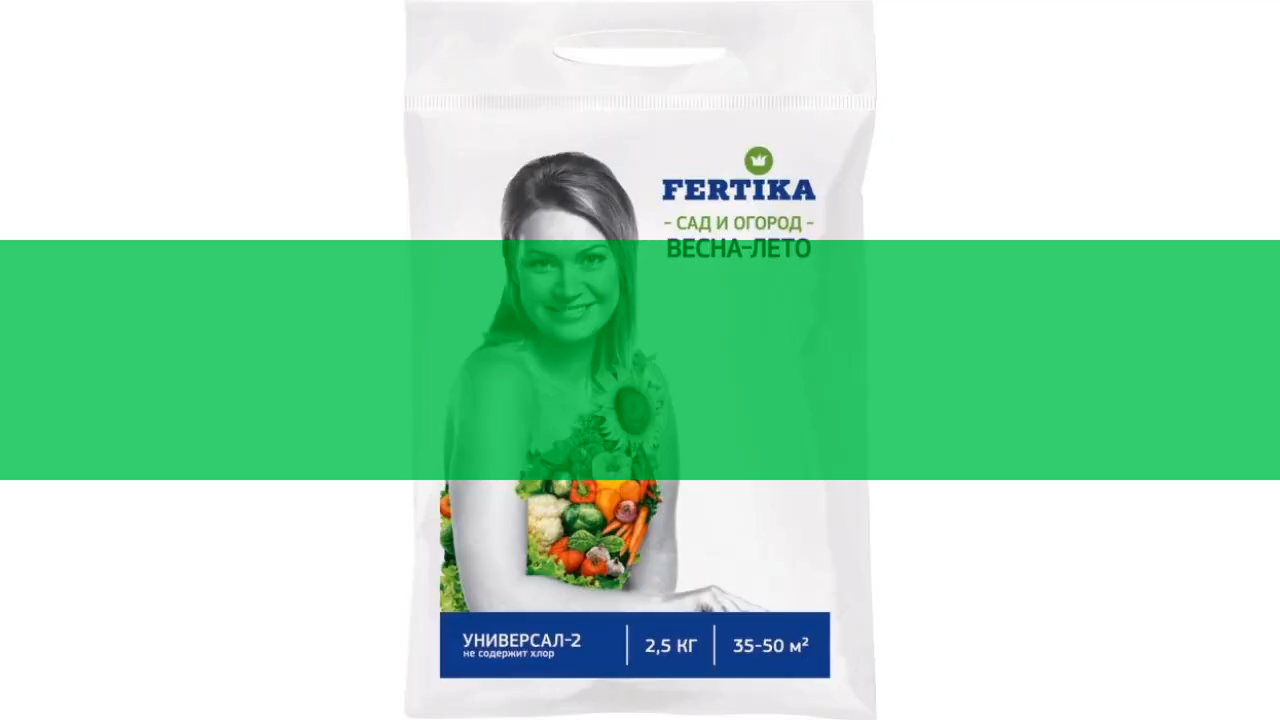 FERTIKA
- САД И ОГОРОД -
ВЕСНА-ЛЕТО
УНИВЕРСАЛ-2
не содержит хлор
2,5 КГ
35-50 м²